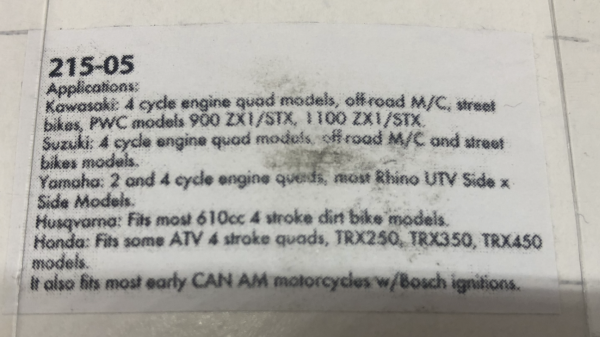 215-05
Applications:
Kawasaki: 4 cycle engine quad models, off-road M/C, street
bikes, PWC models 900 ZX1/STX, 1100 ZX1/STX.
Suzuki: 4 cycle engine quad models, off-road M/C and street
bikes models.
Yamaha: 2 and 4 cycle engine quads, most Rhino UTV Side x
Side Models.
Husqvarna: Fits most 610cc 4 stroke dirt bike models.
Honda: Fits some ATV 4 stroke quads, TRX250, TRX350, TRX450
models.
It also fits most early CAN AM motorcycles w/Bosch ignitions.